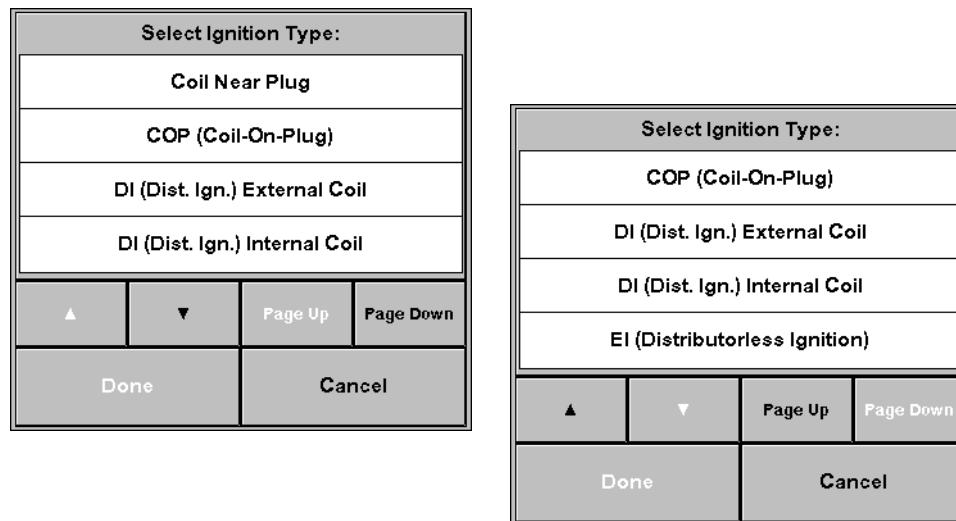 Select Ignition Type:
Coil Near Plug
COP (Coil-On-Plug)
DI (Dist. Ign.) External Coil
DI (Dist. Ign.) Internal Coil
▲ ▼ Page Up Page Down
Done Cancel
Select Ignition Type:
COP (Coil-On-Plug)
DI (Dist. Ign.) External Coil
DI (Dist. Ign.) Internal Coil
EI (Distributorless Ignition)
▲ ▼ Page Up Page Down
Done Cancel